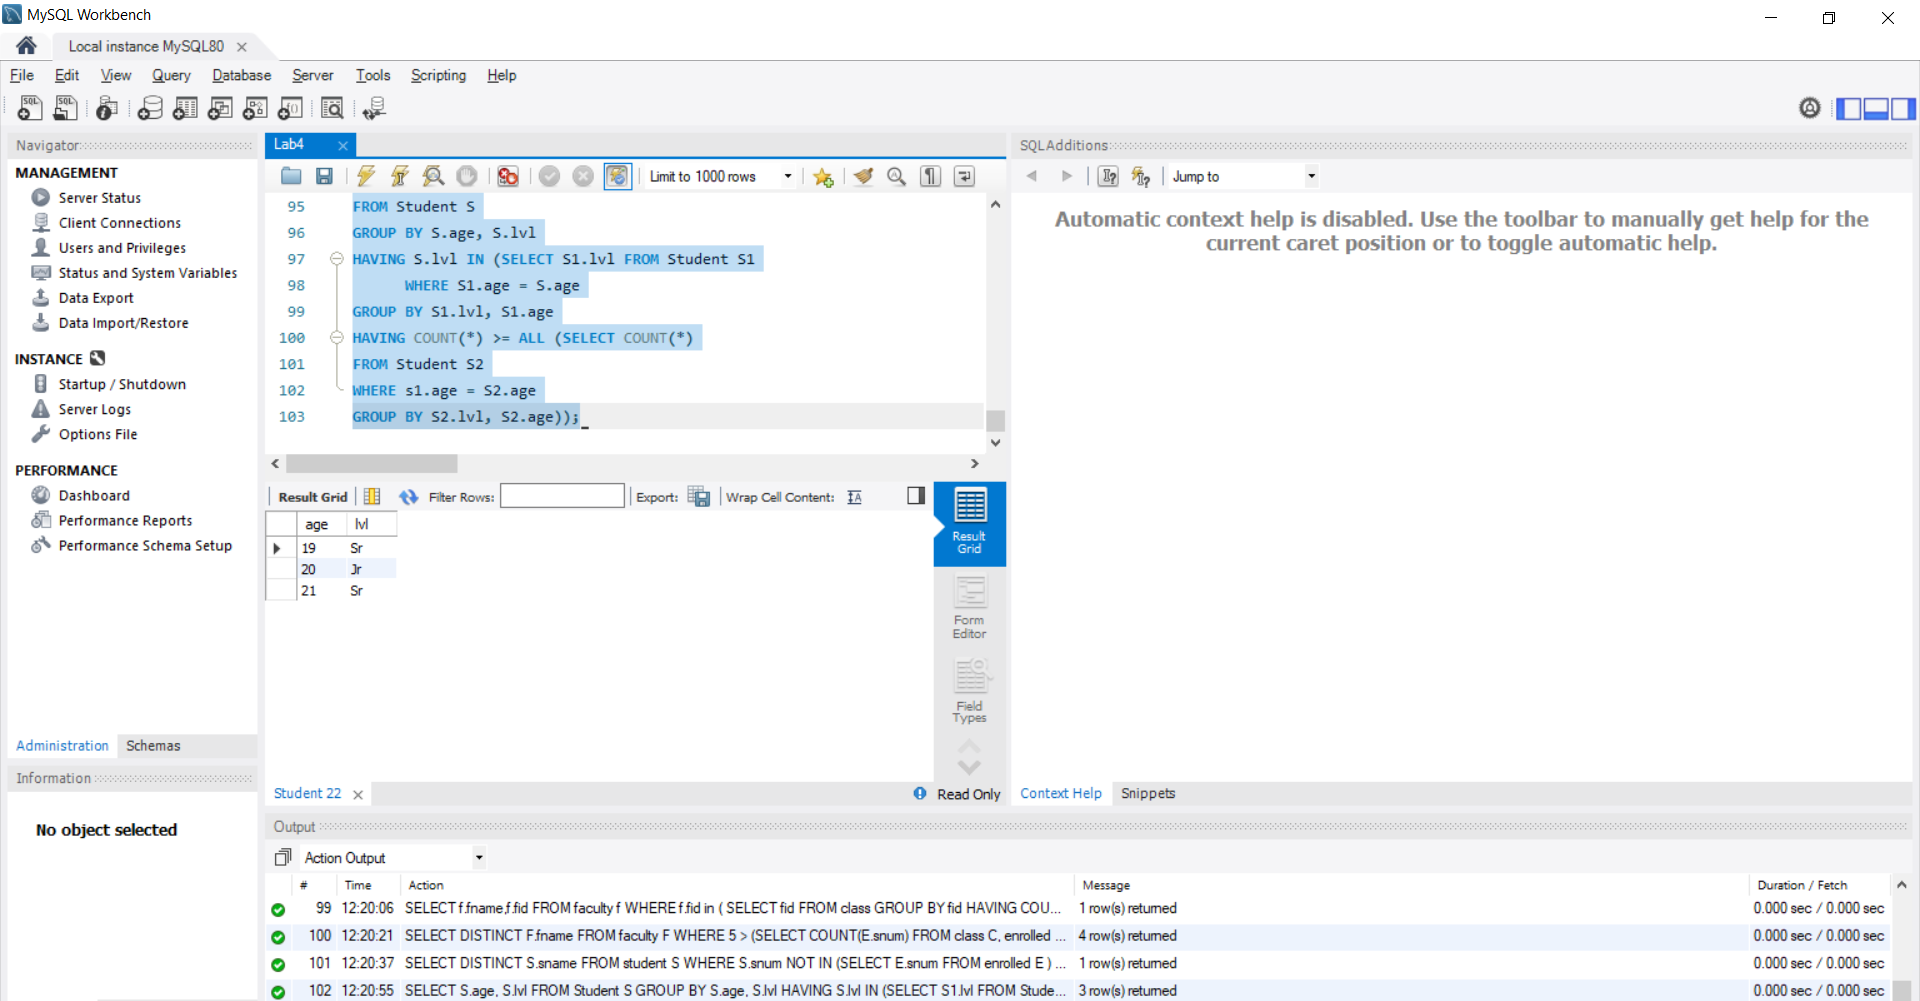 MySQL Workbench
Local instance MySQL80
File Edit View Query Database Server Tools Scripting Help
Navigator
MANAGEMENT
Server Status
Client Connections
Users and Privileges
Status and System Variables
Data Export
Data Import/Restore
INSTANCE
Startup / Shutdown
Server Logs
Options File
PERFORMANCE
Dashboard
Performance Reports
Performance Schema Setup
Administration Schemas
Information
No object selected
Lab4
Limit to 1000 rows
95 FROM Student S
96 GROUP BY S.age, S.lvl
97 HAVING S.lvl IN (SELECT S1.lvl FROM Student S1
98 WHERE S1.age = S.age
99 GROUP BY S1.lvl, S1.age
100 HAVING COUNT(*) >= ALL (SELECT COUNT(*)
101 FROM Student S2
102 WHERE s1.age = S2.age
103 GROUP BY S2.lvl, S2.age));
Result Grid Filter Rows: Export: Wrap Cell Content:
age lvl
19 Sr
20 Jr
21 Sr
Result
Grid
Form
Editor
Field
Types
Student 22 Read Only
SQLAdditions
Jump to
Automatic context help is disabled. Use the toolbar to manually get help for the
current caret position or to toggle automatic help.
Context Help Snippets
Output
Action Output
# Time Action Message Duration / Fetch
99 12:20:06 SELECT f.fname,f.fid FROM faculty f WHERE f.fid in ( SELECT fid FROM class GROUP BY fid HAVING COU... 1 row(s) returned 0.000 sec / 0.000 sec
100 12:20:21 SELECT DISTINCT F.fname FROM faculty F WHERE 5 > (SELECT COUNT(E.snum) FROM class C, enrolled ... 4 row(s) returned 0.000 sec / 0.000 sec
101 12:20:37 SELECT DISTINCT S.sname FROM student S WHERE S.snum NOT IN (SELECT E.snum FROM enrolled E ) ... 1 row(s) returned 0.000 sec / 0.000 sec
102 12:20:55 SELECT S.age, S.lvl FROM Student S GROUP BY S.age, S.lvl HAVING S.lvl IN (SELECT S1.lvl FROM Stude... 3 row(s) returned 0.000 sec / 0.000 sec